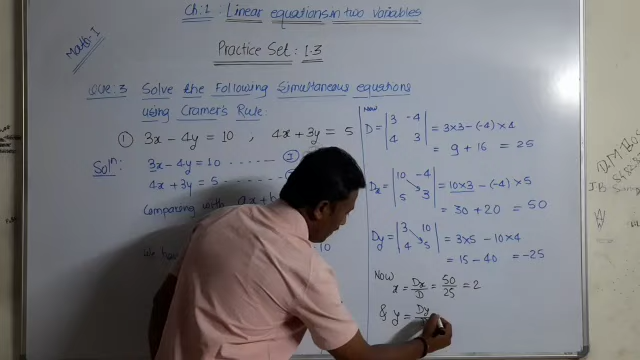 Ch:1 : Linear equations in two variables
Math-I
Practice Set : 1.3
Que:3 Solve the Following Simultaneous equations
using Cramer's Rule.
① 3x - 4y = 10 , 4x + 3y = 5
Solⁿ: 3x - 4y = 10 ...... Ⓘ
4x + 3y = 5 ......
Comparing with
We
Now
D = |3 -4| = 3×3 - (-4)×4
|4 3| = 9 + 16 = 25
Dx = |10 -4| = 10×3 - (-4)×5
|5 3| = 30 + 20 = 50
Dy = |3 10| = 3×5 - 10×4
|4 5| = 15 - 40 = -25
Now
x = Dx/D = 50/25 = 2
& y = Dy